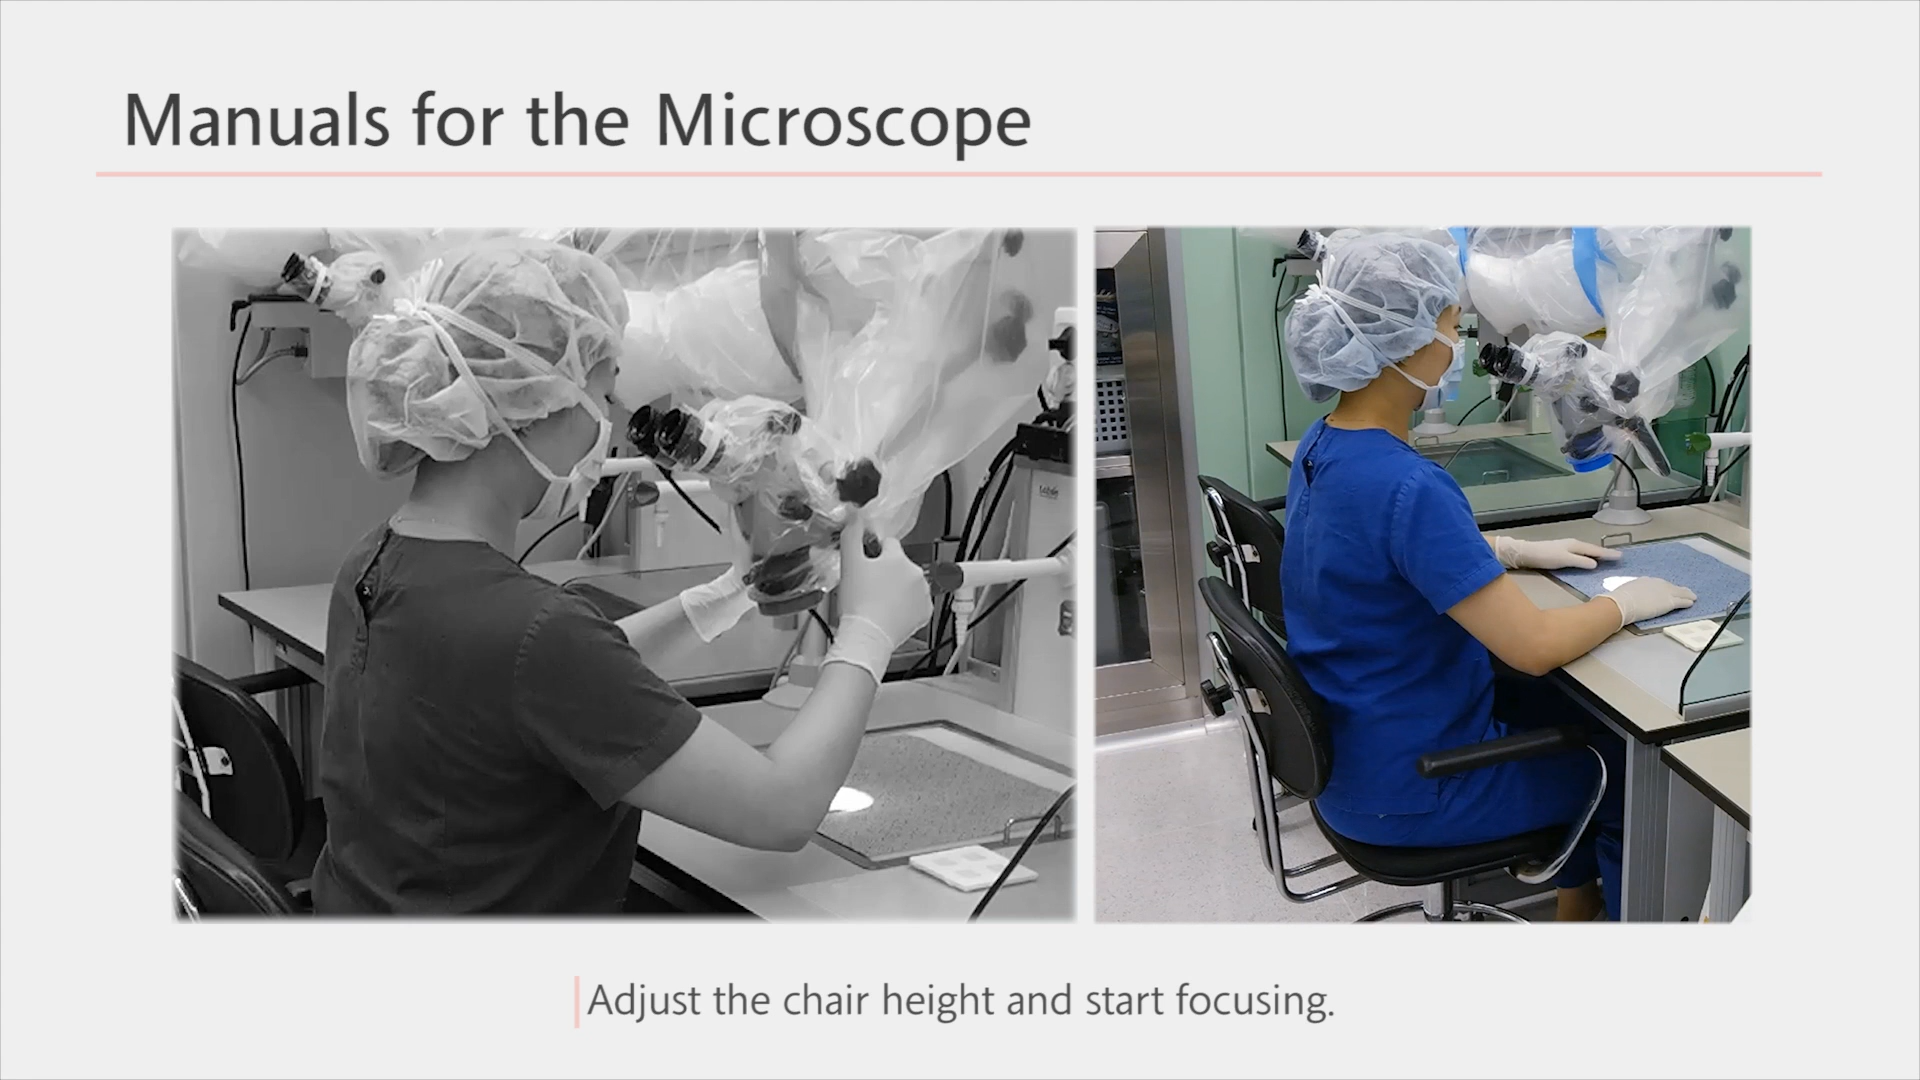 Manuals for the Microscope
Adjust the chair height and start focusing.